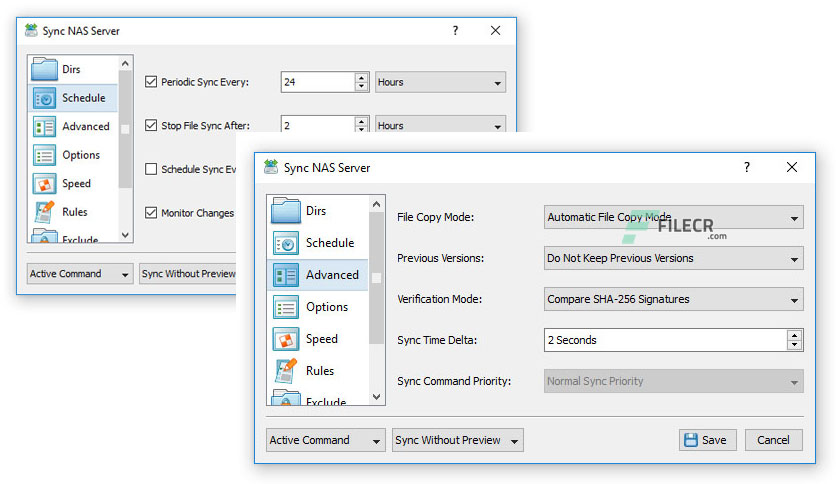 Sync NAS Server
?
Dirs
Schedule
Advanced
Options
Speed
Rules
Exclude
Periodic Sync Every:
24
Hours
Stop File Sync After:
2
Hours
Schedule Sync Ev
Monitor Changes
Active Command
Sync Without Preview
Sync NAS Server
?
Dirs
Schedule
Advanced
Options
Speed
Rules
Exclude
File Copy Mode:
Automatic File Copy Mode
FILECR
.com
Previous Versions:
Do Not Keep Previous Versions
Verification Mode:
Compare SHA-256 Signatures
Sync Time Delta:
2 Seconds
Sync Command Priority:
Normal Sync Priority
Active Command
Sync Without Preview
Save
Cancel